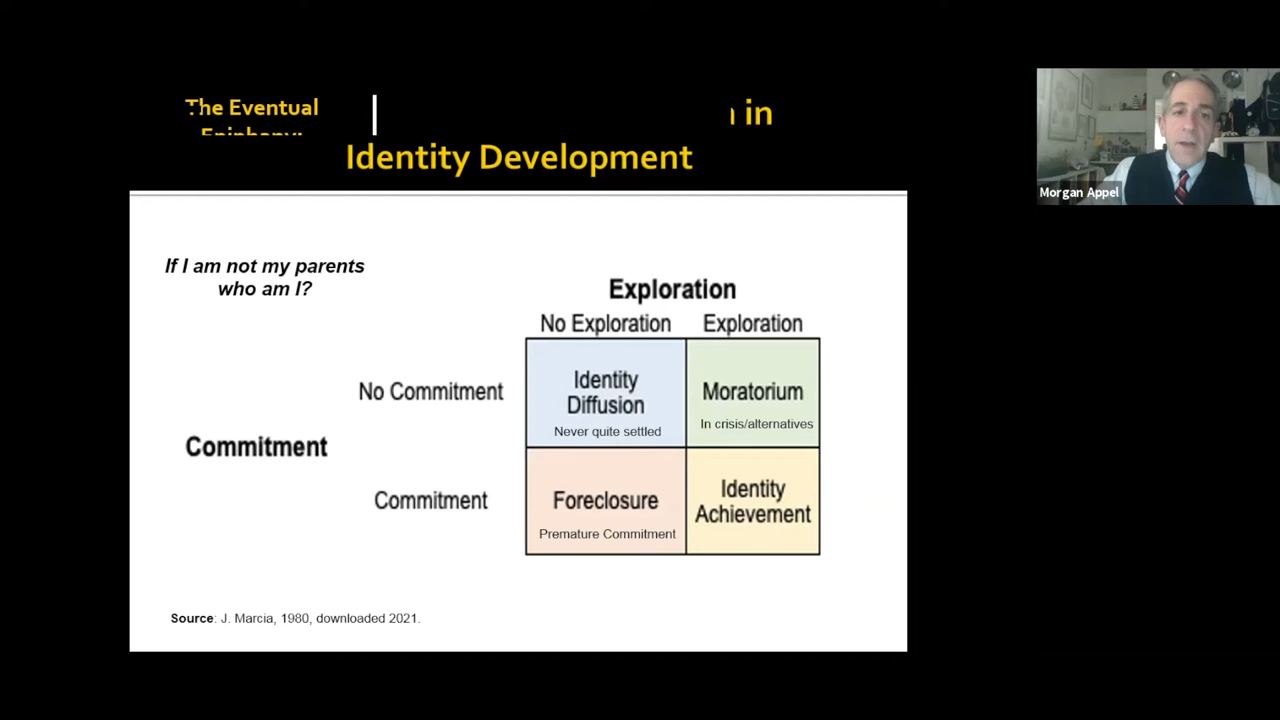 The Eventual
Epiphany:
in
Identity Development
If I am not my parents
who am I?
Exploration
No Exploration Exploration
No Commitment
Identity
Diffusion
Never quite settled
Moratorium
In crisis/alternatives
Commitment
Commitment
Foreclosure
Premature Commitment
Identity
Achievement
Source: J. Marcia, 1980, downloaded 2021.
Morgan Appel